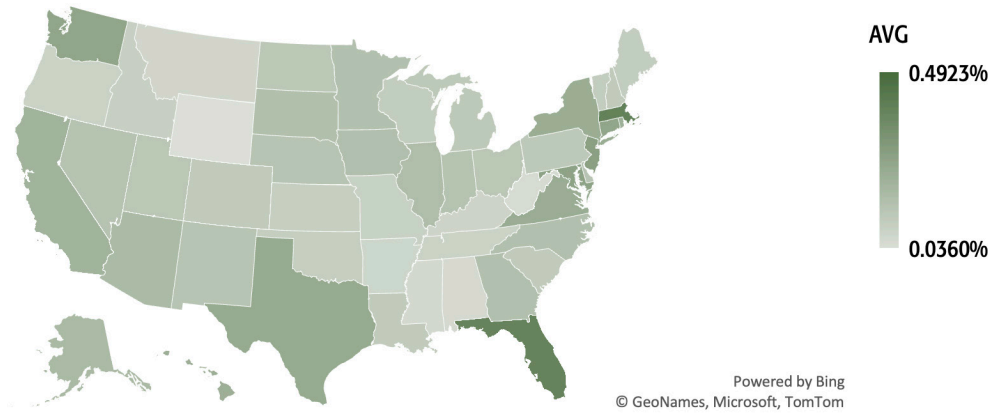 AVG
0.4923%
0.0360%
Powered by Bing
© GeoNames, Microsoft, TomTom